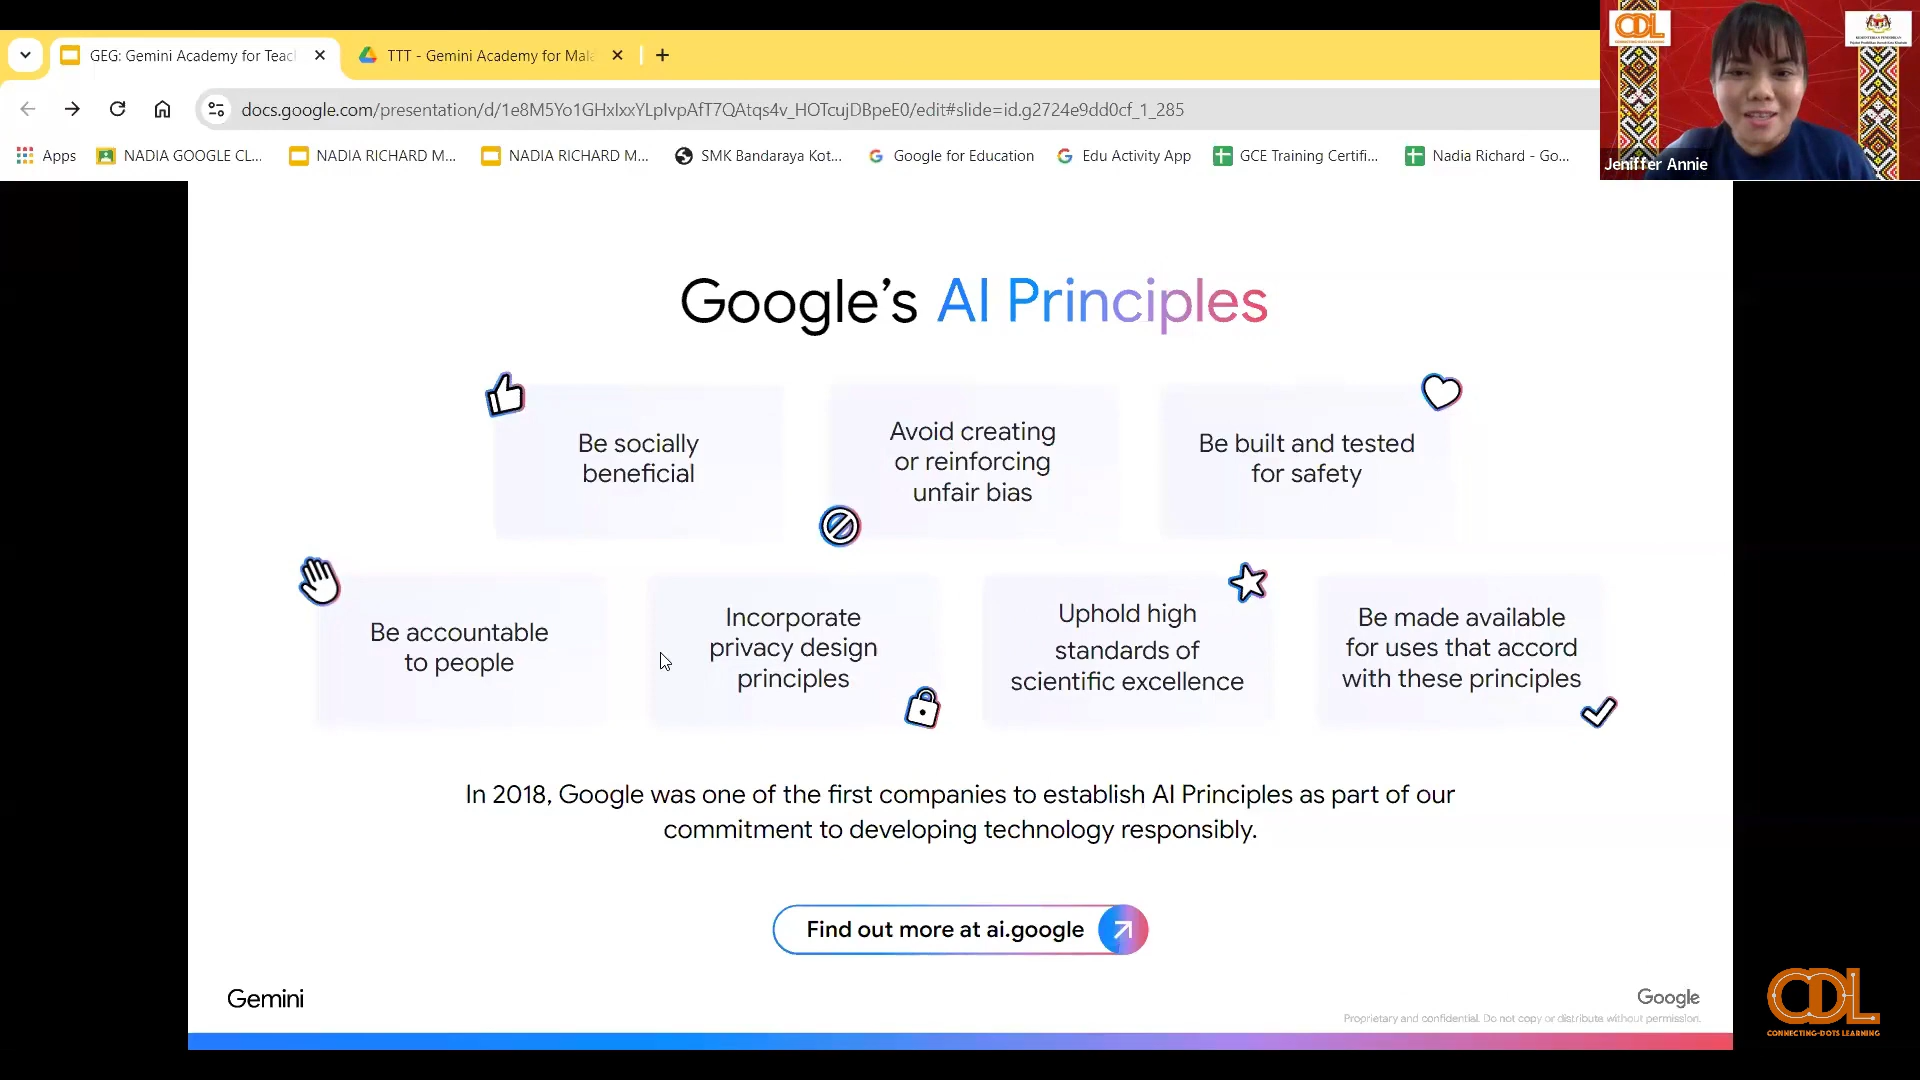 GEG: Gemini Academy for Teac
TTT - Gemini Academy for Mala
docs.google.com/presentation/d/1e8M5Yo1GHxIxxYLpIvpAfT7QAtqs4v_HOTcujDBpeE0/edit#slide=id.g2724e9dd0cf_1_285
Apps
NADIA GOOGLE CL...
NADIA RICHARD M...
NADIA RICHARD M...
SMK Bandaraya Kot...
Google for Education
Edu Activity App
GCE Training Certifi...
Nadia Richard - Go...
CDL
KEMENTERIAN PENDIDIKAN
Jeniffer Annie
Google's AI Principles
Be socially
beneficial
Avoid creating
or reinforcing
unfair bias
Be built and tested
for safety
Be accountable
to people
Incorporate
privacy design
principles
Uphold high
standards of
scientific excellence
Be made available
for uses that accord
with these principles
In 2018, Google was one of the first companies to establish AI Principles as part of our
commitment to developing technology responsibly.
Find out more at ai.google
Gemini
Google
Proprietary and confidential. Do not copy or distribute without permission.
CDL
CONNECTING-DOTS LEARNING